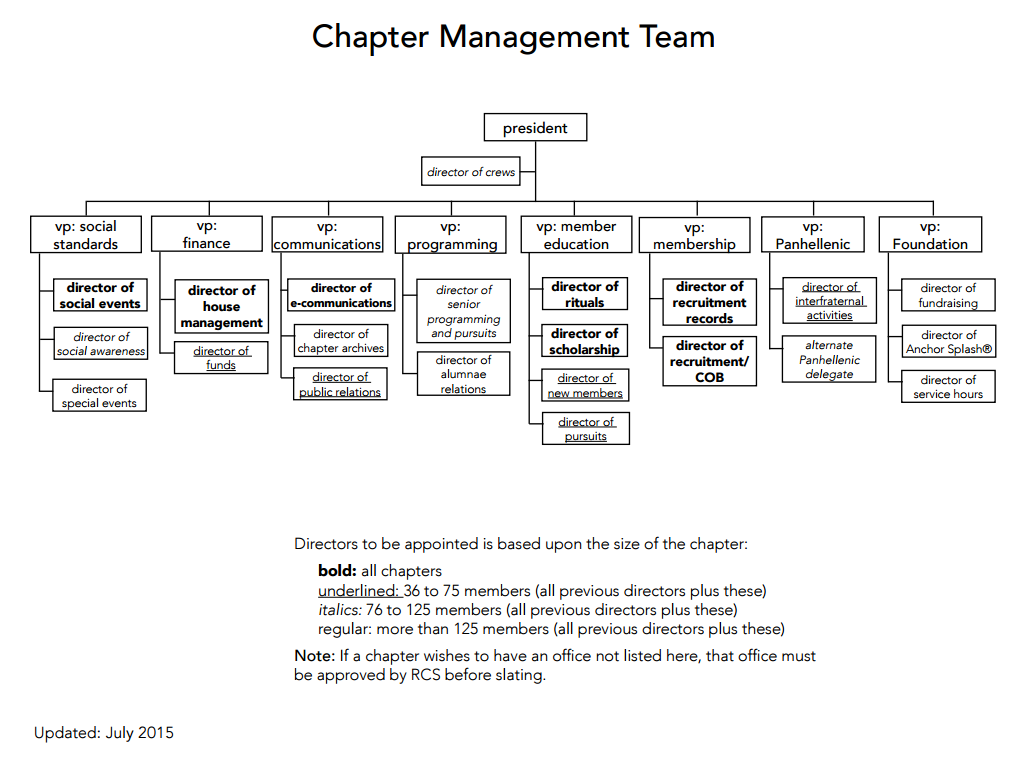 Chapter Management Team
president
director of crews
vp: social
standards
vp:
finance
vp:
communications
vp:
programming
vp: member
education
vp:
membership
vp:
Panhellenic
vp:
Foundation
director of
social events
director of
social awareness
director of
special events
director of
house
management
director of
funds
director of
e-communications
director of
chapter archives
director of
public relations
director of
senior
programming
and pursuits
director of
alumnae
relations
director of
rituals
director of
scholarship
director of
new members
director of
pursuits
director of
recruitment
records
director of
recruitment/
COB
director of
interfraternal
activities
alternate
Panhellenic
delegate
director of
fundraising
director of
Anchor Splash®
director of
service hours
Directors to be appointed is based upon the size of the chapter:
bold: all chapters
underlined: 36 to 75 members (all previous directors plus these)
italics: 76 to 125 members (all previous directors plus these)
regular: more than 125 members (all previous directors plus these)
Note: If a chapter wishes to have an office not listed here, that office must
be approved by RCS before slating.
Updated: July 2015